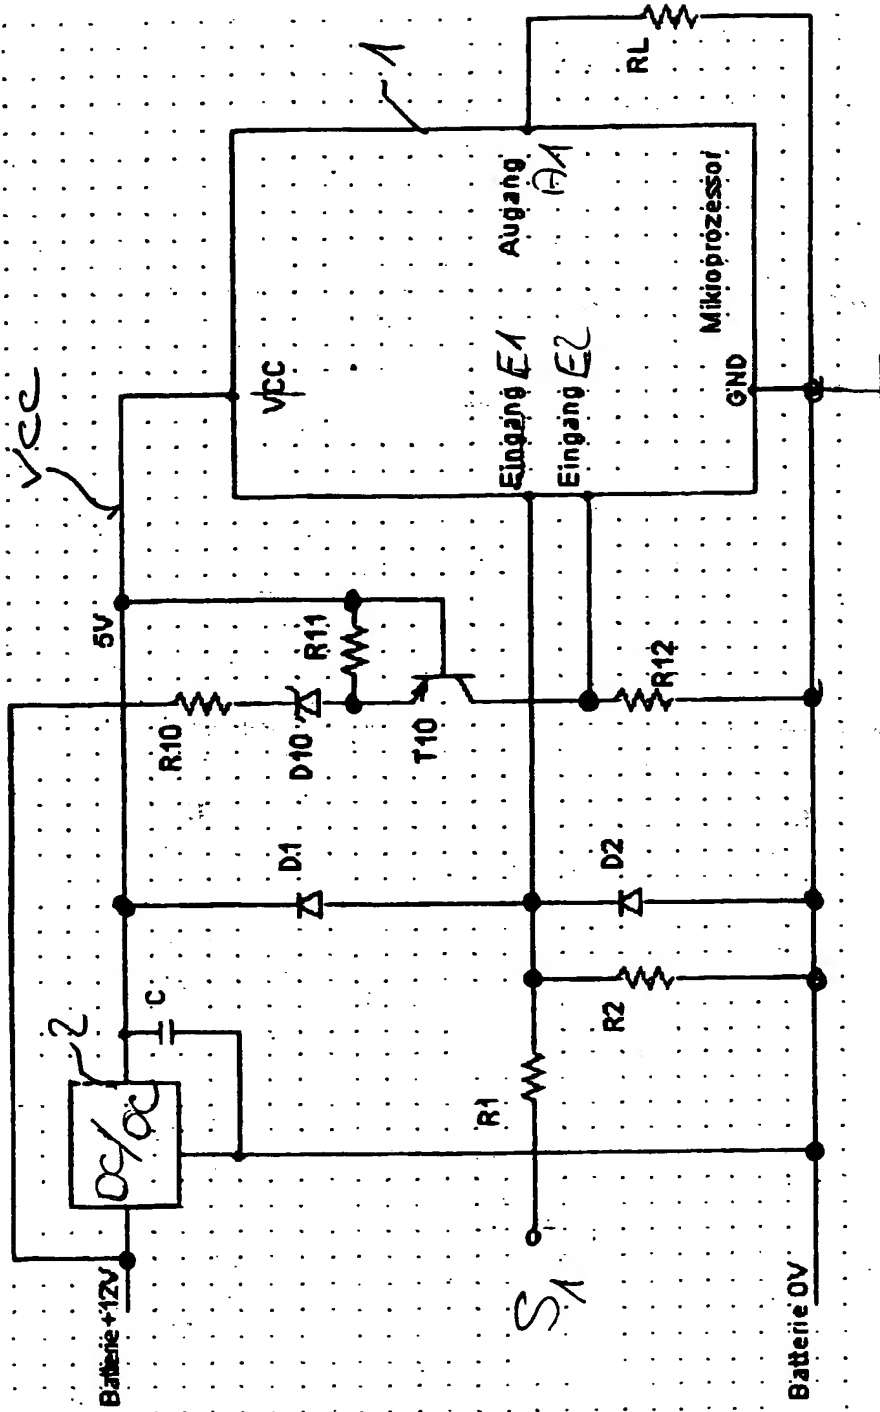 Batterie +12V
2
DC/DC
C
5V
VCC
1
R10
D10
R11
T10
R12
D1
D2
S1
R1
R2
VCC
Eingang E1
Eingang E2
Augang
A1
Mikroprozessor
GND
RL
Batterie 0V